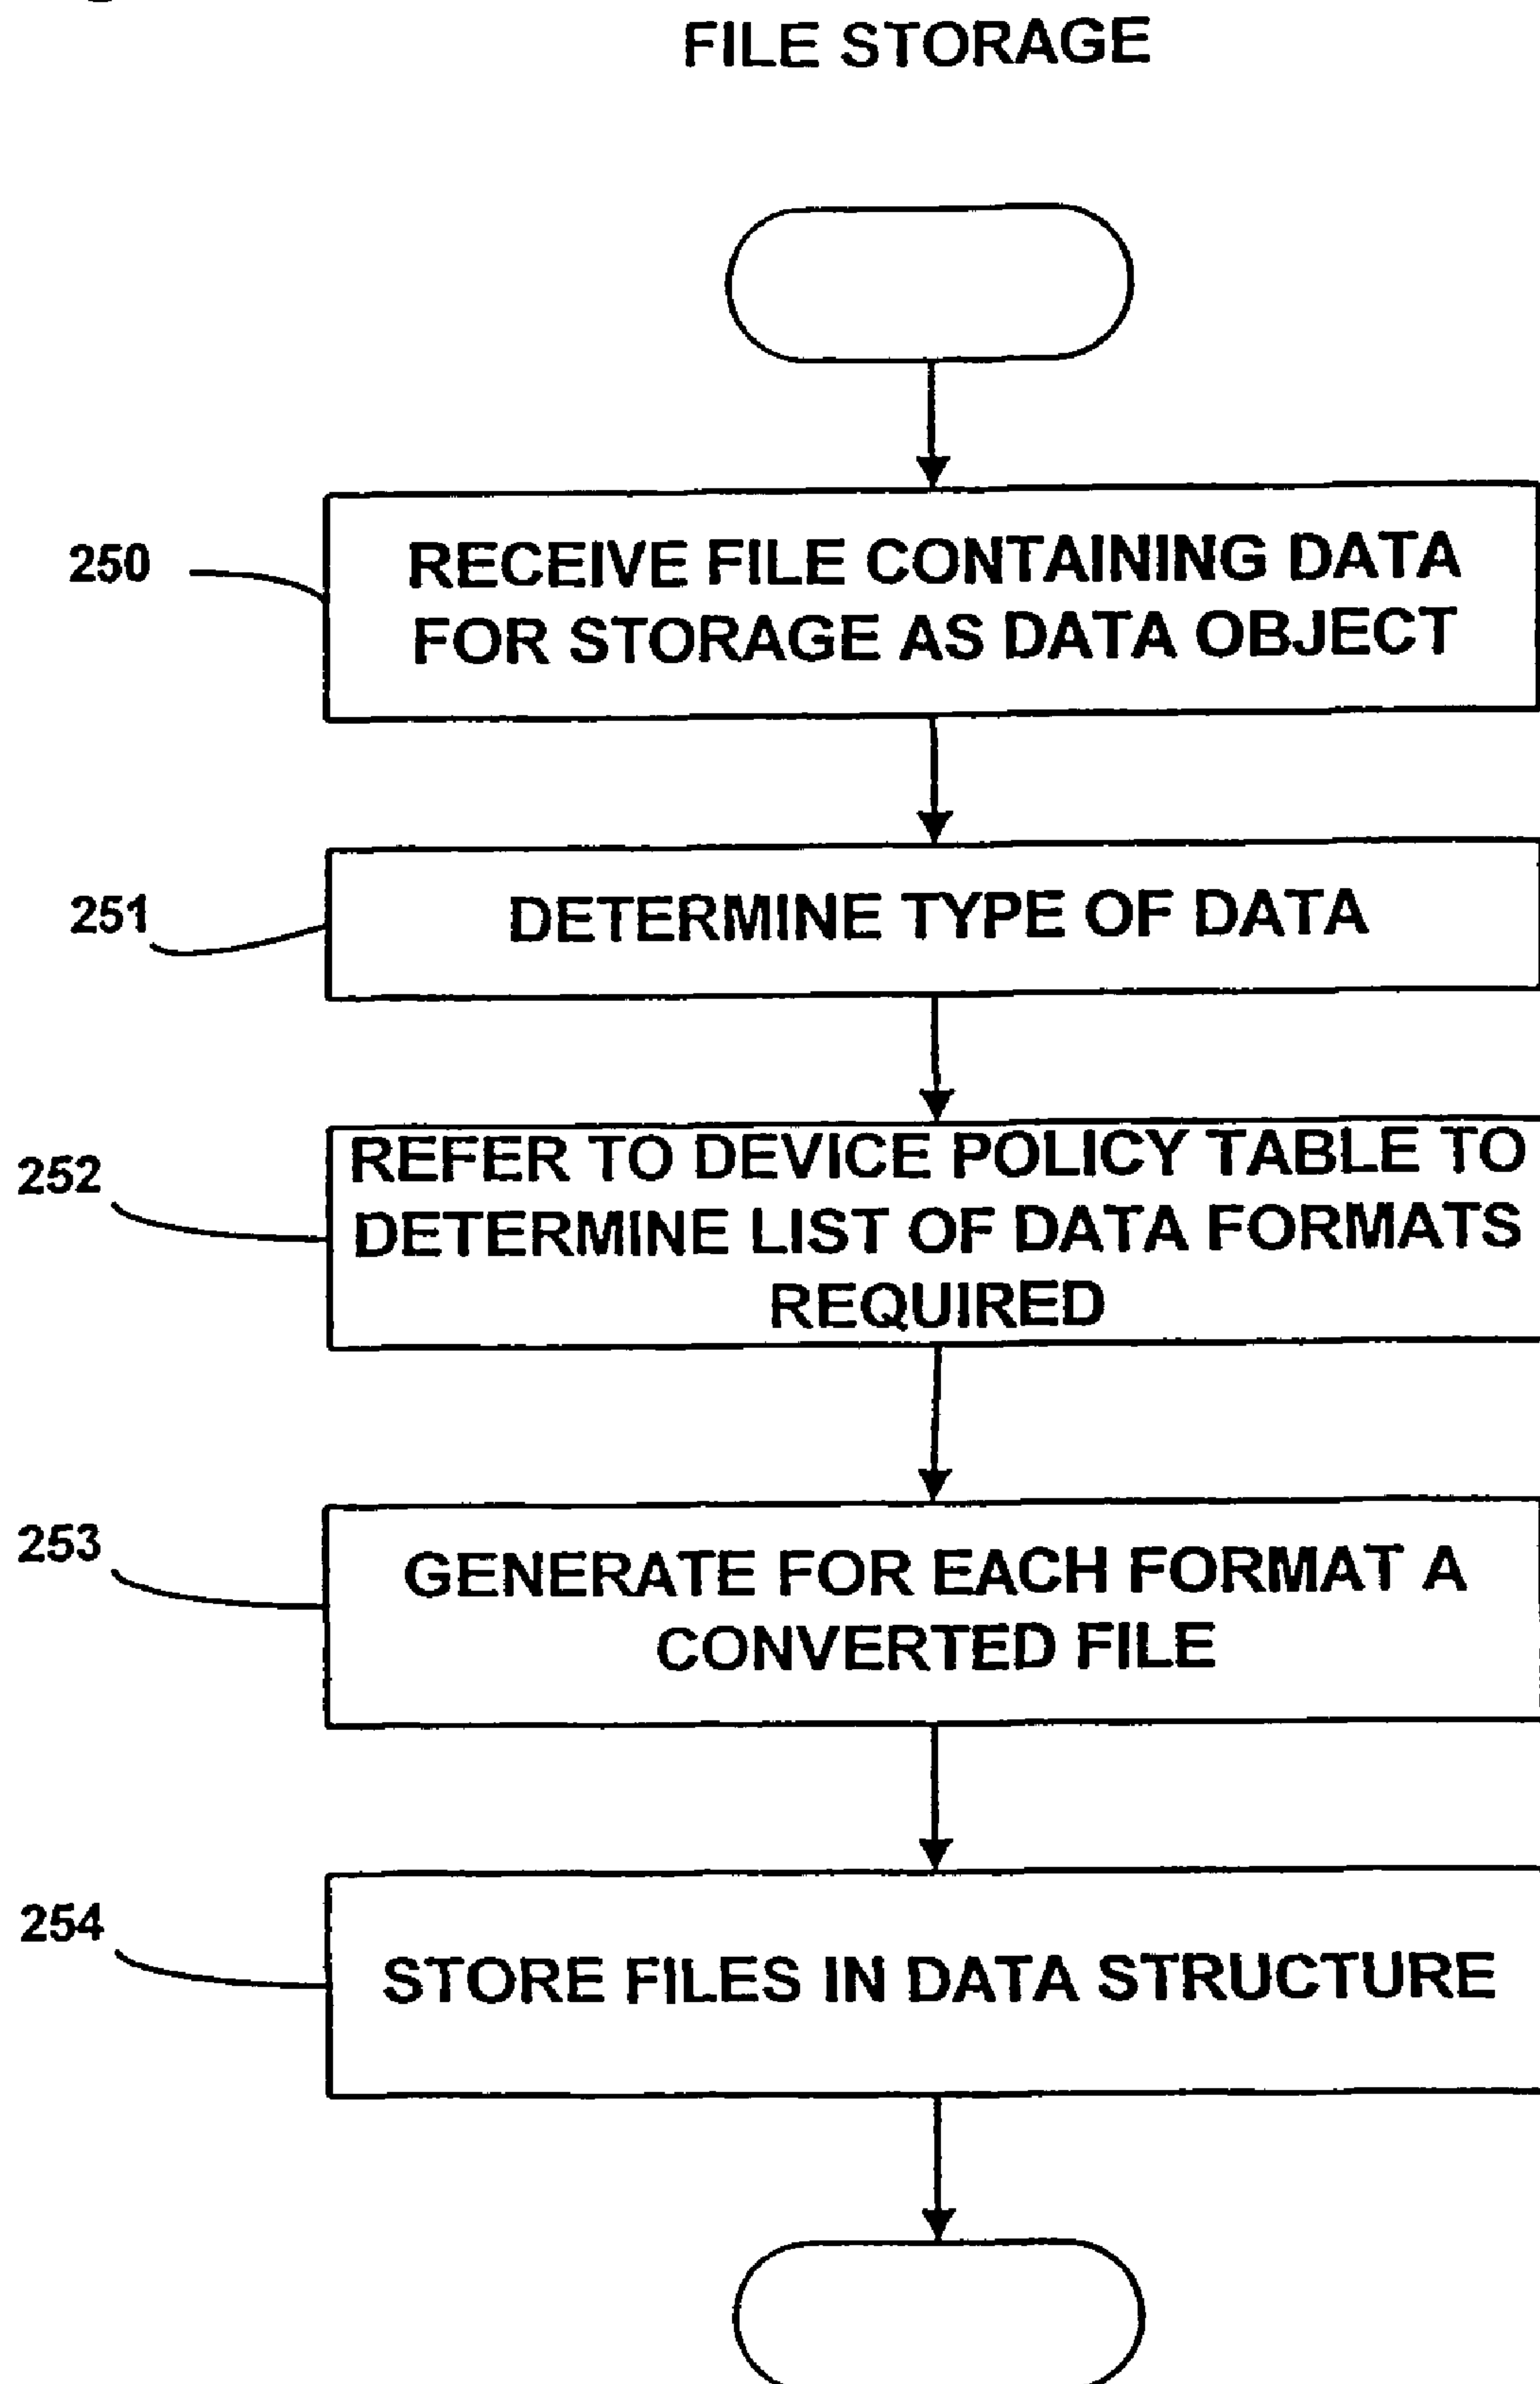 FILE STORAGE
250
RECEIVE FILE CONTAINING DATA
FOR STORAGE AS DATA OBJECT
251
DETERMINE TYPE OF DATA
252
REFER TO DEVICE POLICY TABLE TO
DETERMINE LIST OF DATA FORMATS
REQUIRED
253
GENERATE FOR EACH FORMAT A
CONVERTED FILE
254
STORE FILES IN DATA STRUCTURE